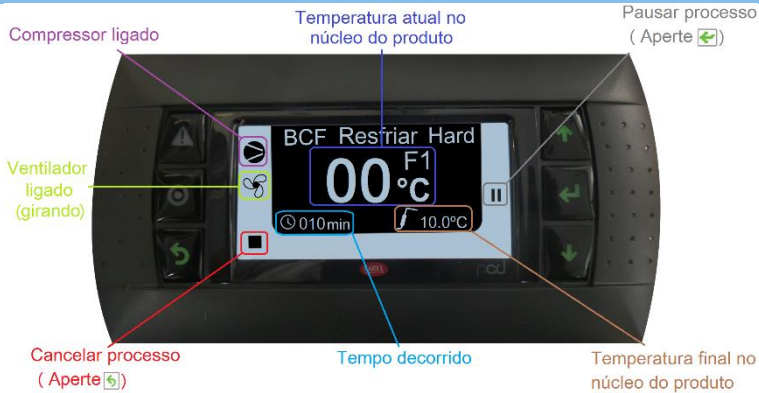 Temperatura atual no
núcleo do produto
Pausar processo
( Aperte )
Compressor ligado
BCF Resfriar Hard
F1
00 °C
Ventilador
ligado
(girando)
010min
10.0ºC
CAREL
pGD
Cancelar processo
( Aperte )
Tempo decorrido
Temperatura final no
núcleo do produto